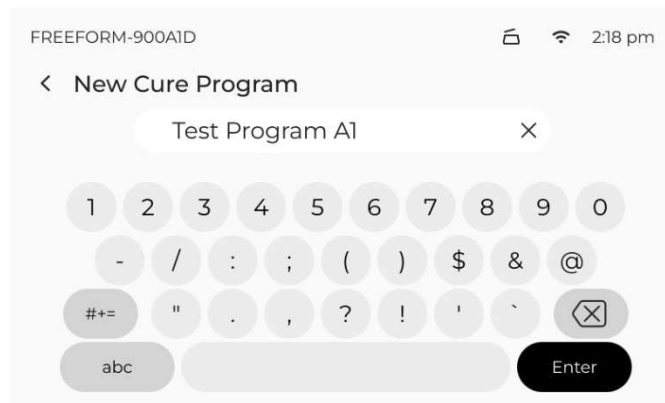 FREEFORM-900A1D 2:18 pm
< New Cure Program
Test Program A1 ×
1 2 3 4 5 6 7 8 9 0
- / : ; ( ) $ & @
#+= " . , ? ! ' `
abc Enter